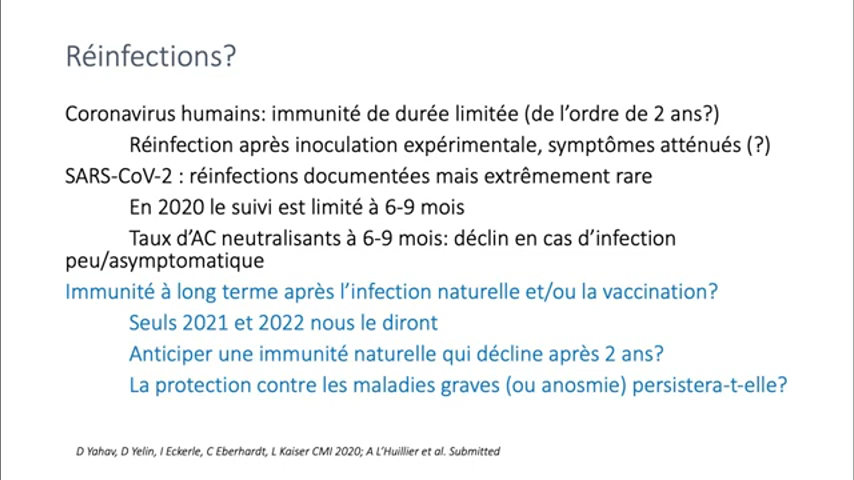 Réinfections?
Coronavirus humains: immunité de durée limitée (de l'ordre de 2 ans?)
Réinfection après inoculation expérimentale, symptômes atténués (?)
SARS-CoV-2 : réinfections documentées mais extrêmement rare
En 2020 le suivi est limité à 6-9 mois
Taux d'AC neutralisants à 6-9 mois: déclin en cas d'infection
peu/asymptomatique
Immunité à long terme après l'infection naturelle et/ou la vaccination?
Seuls 2021 et 2022 nous le diront
Anticiper une immunité naturelle qui décline après 2 ans?
La protection contre les maladies graves (ou anosmie) persistera-t-elle?
D Yahav, D Yelin, I Eckerle, C Eberhardt, L Kaiser CMI 2020; A L'Huillier et al. Submitted